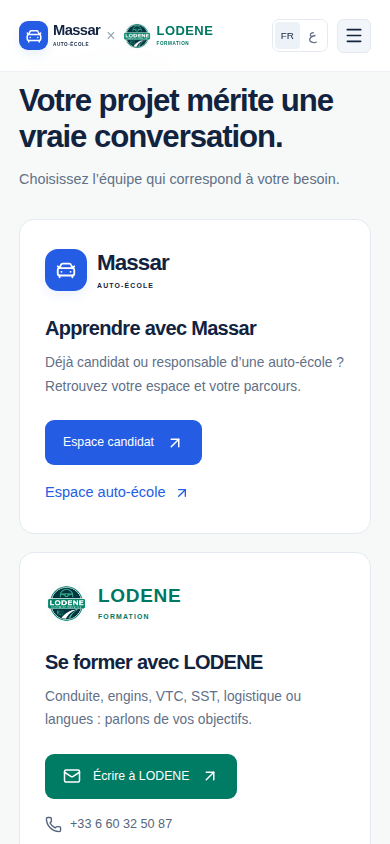 Massar × LODENE FR ع
AUTO-ÉCOLE FORMATION
Votre projet mérite une
vraie conversation.
Choisissez l’équipe qui correspond à votre besoin.
Massar
AUTO-ÉCOLE
Apprendre avec Massar
Déjà candidat ou responsable d’une auto-école ?
Retrouvez votre espace et votre parcours.
Espace candidat
Espace auto-école
LODENE
LODENE
FORMATION
Se former avec LODENE
Conduite, engins, VTC, SST, logistique ou
langues : parlons de vos objectifs.
Écrire à LODENE
+33 6 60 32 50 87